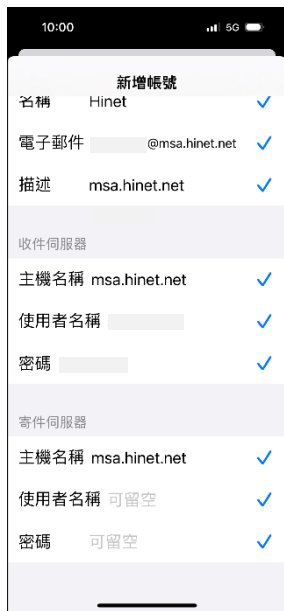 10:00 5G
新增帳號
名稱 Hinet
電子郵件 @msa.hinet.net
描述 msa.hinet.net
收件伺服器
主機名稱 msa.hinet.net
使用者名稱
密碼
寄件伺服器
主機名稱 msa.hinet.net
使用者名稱 可留空
密碼 可留空